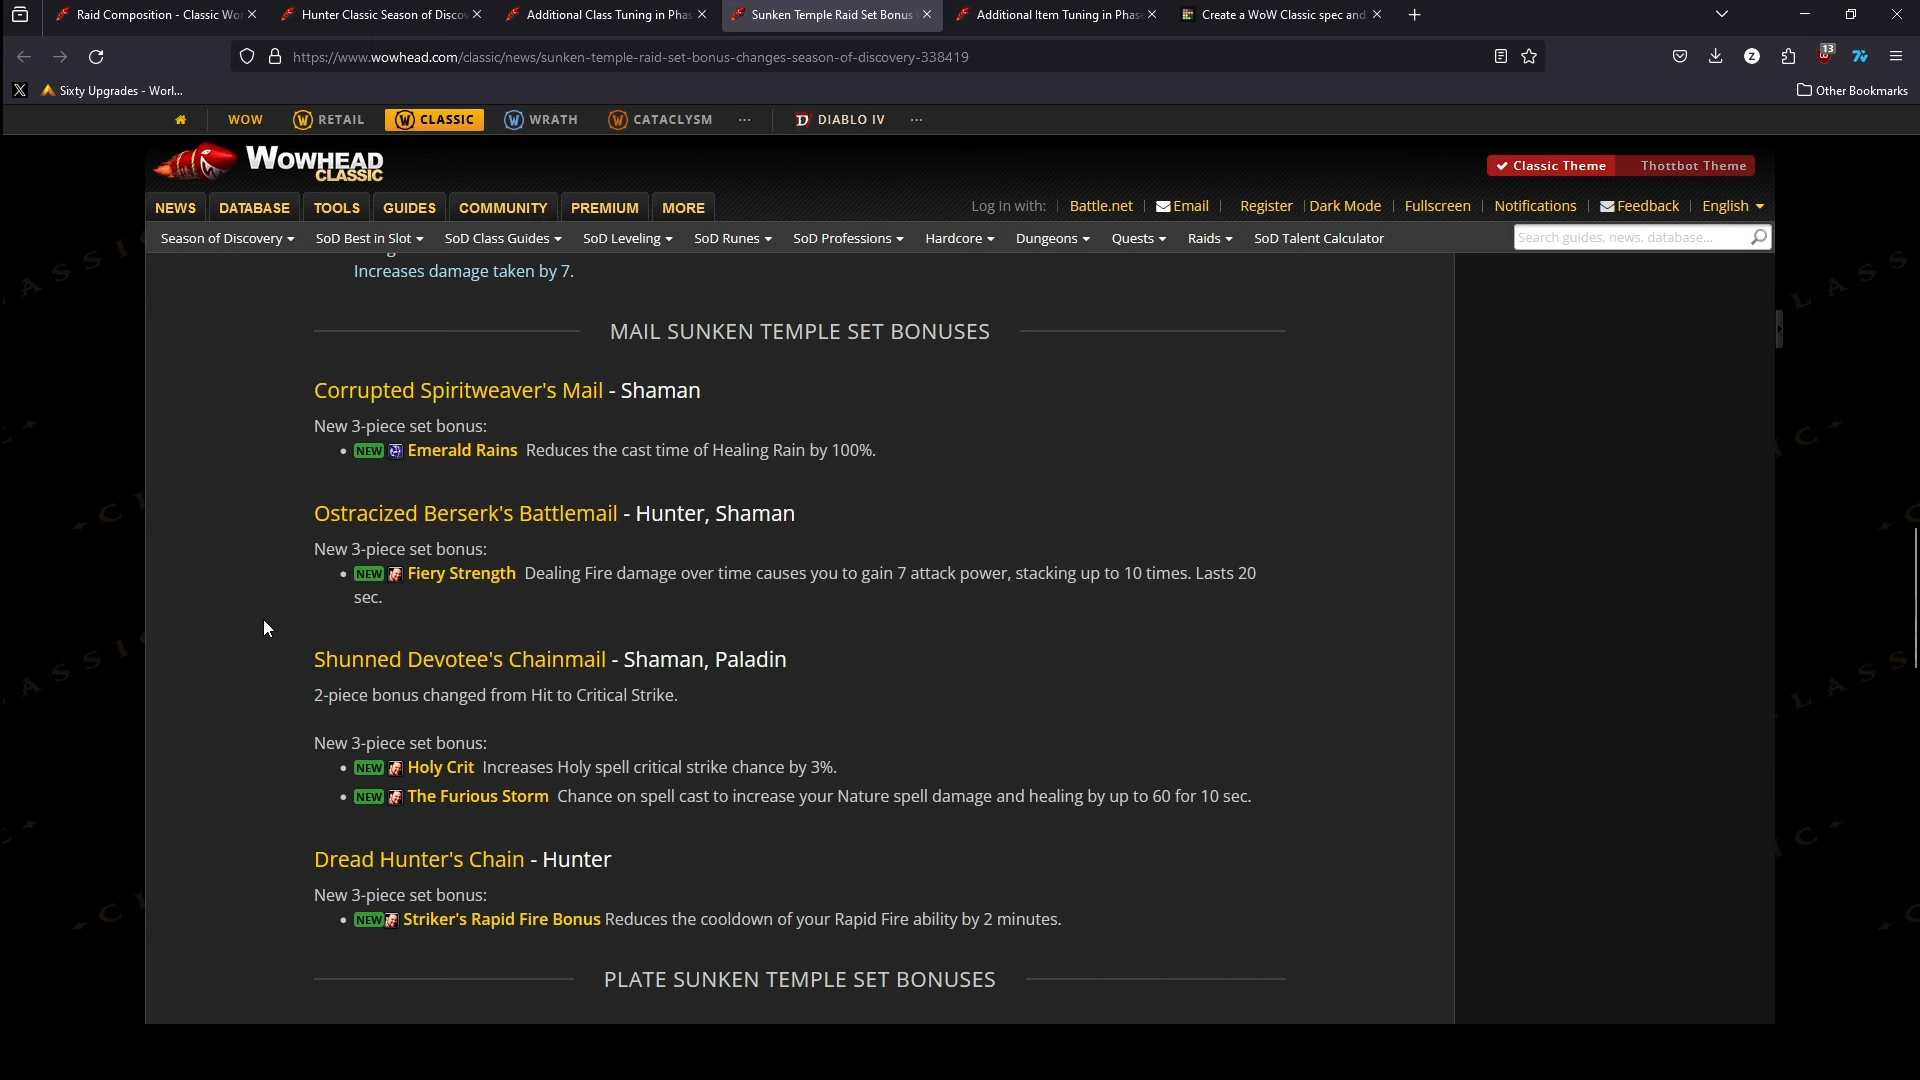 Raid Composition - Classic Wo
Hunter Classic Season of Disco
Additional Class Tuning in Phas
Sunken Temple Raid Set Bonus
Additional Item Tuning in Phas
Create a WoW Classic spec and
https://www.wowhead.com/classic/news/sunken-temple-raid-set-bonus-changes-season-of-discovery-338419
13
Sixty Upgrades - Worl...
Other Bookmarks
WOW
RETAIL
CLASSIC
WRATH
CATACLYSM
DIABLO IV
WOWHEAD
CLASSIC
Classic Theme
Thottbot Theme
NEWS DATABASE TOOLS GUIDES COMMUNITY PREMIUM MORE
Log In with: Battle.net Email Register Dark Mode Fullscreen Notifications Feedback English
Season of Discovery SoD Best in Slot SoD Class Guides SoD Leveling SoD Runes SoD Professions Hardcore Dungeons Quests Raids SoD Talent Calculator
Search guides, news, database...
Increases damage taken by 7.
MAIL SUNKEN TEMPLE SET BONUSES
Corrupted Spiritweaver's Mail - Shaman
New 3-piece set bonus:
• NEW Emerald Rains Reduces the cast time of Healing Rain by 100%.
Ostracized Berserk's Battlemail - Hunter, Shaman
New 3-piece set bonus:
• NEW Fiery Strength Dealing Fire damage over time causes you to gain 7 attack power, stacking up to 10 times. Lasts 20
sec.
Shunned Devotee's Chainmail - Shaman, Paladin
2-piece bonus changed from Hit to Critical Strike.
New 3-piece set bonus:
• NEW Holy Crit Increases Holy spell critical strike chance by 3%.
• NEW The Furious Storm Chance on spell cast to increase your Nature spell damage and healing by up to 60 for 10 sec.
Dread Hunter's Chain - Hunter
New 3-piece set bonus:
• NEW Striker's Rapid Fire Bonus Reduces the cooldown of your Rapid Fire ability by 2 minutes.
PLATE SUNKEN TEMPLE SET BONUSES